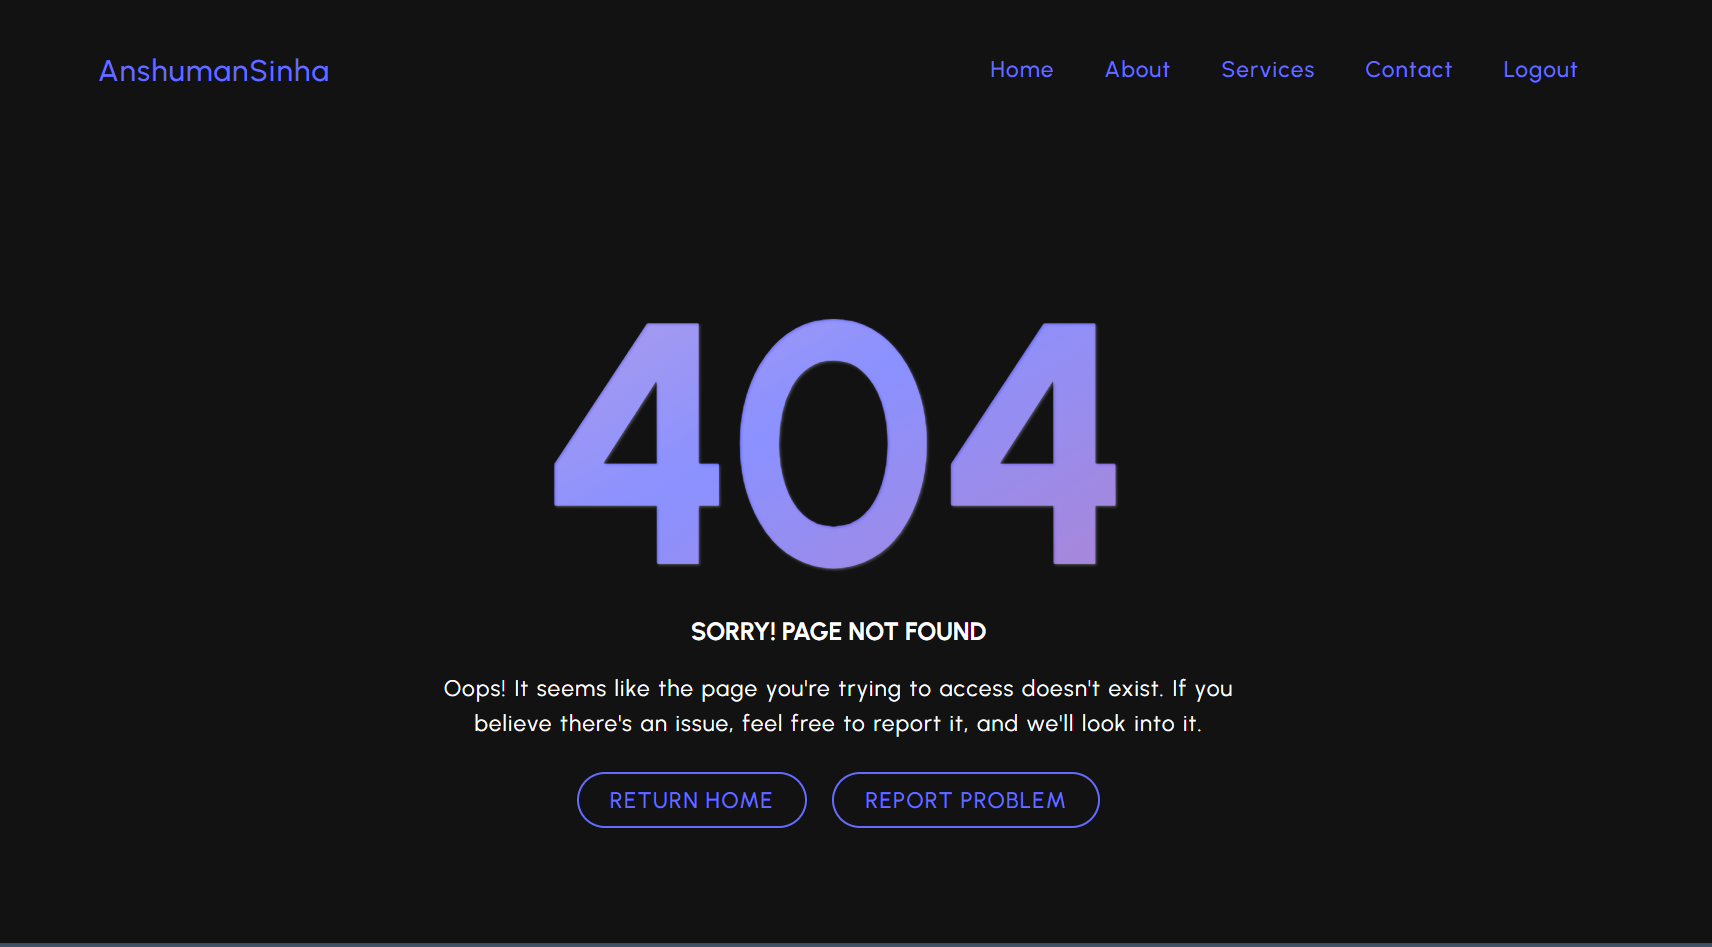 AnshumanSinha
Home About Services Contact Logout
404
SORRY! PAGE NOT FOUND
Oops! It seems like the page you're trying to access doesn't exist. If you
believe there's an issue, feel free to report it, and we'll look into it.
RETURN HOME REPORT PROBLEM